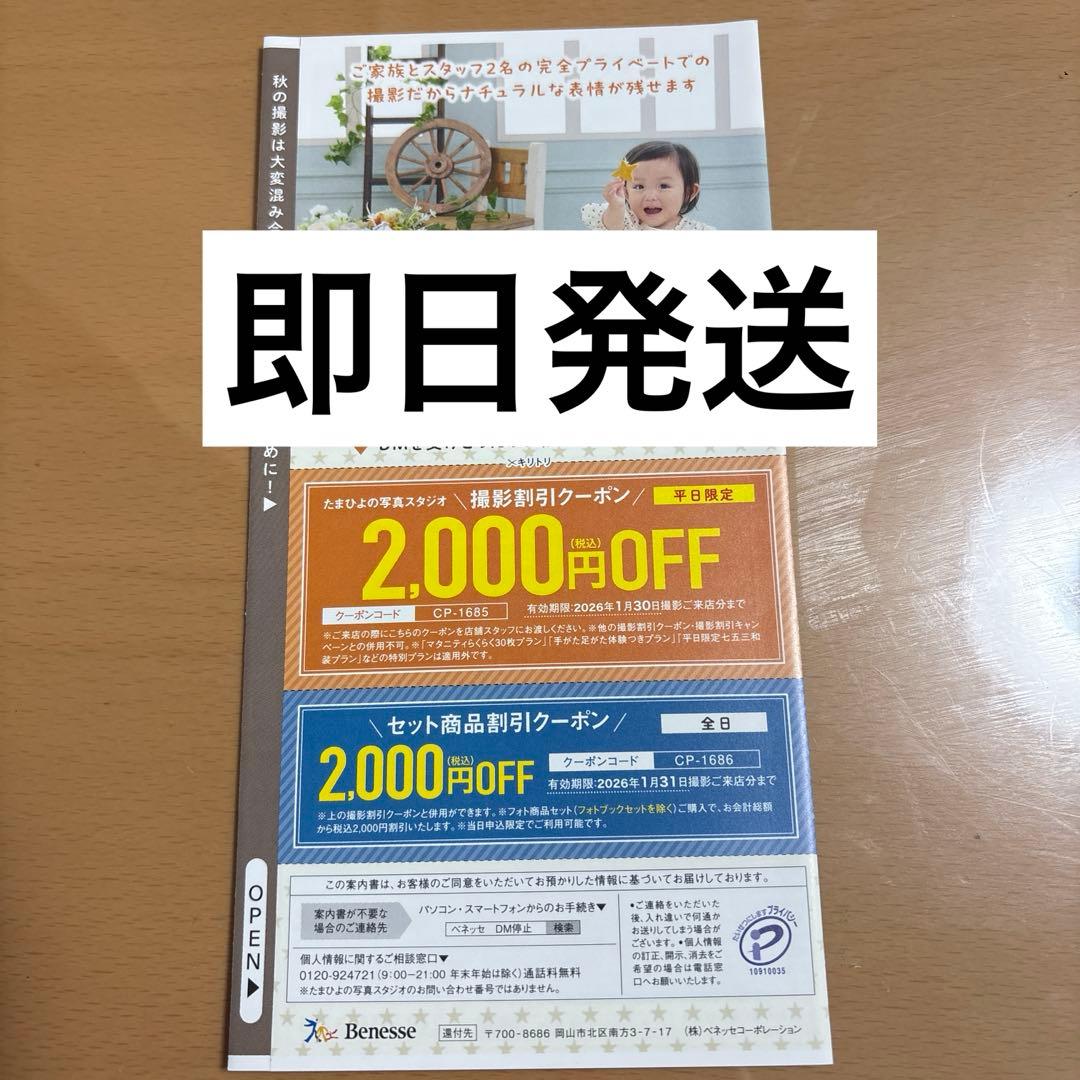 ご家族とスタッフ2名の完全プライベートでの
撮影だからナチュラルな表情が残せます
秋の撮影は大変混み合
めに!▶
即日発送
✂キリトリ
たまひよの写真スタジオ \ 撮影割引クーポン / 平日限定
2,000円(税込)OFF
クーポンコード CP-1685 有効期限:2026年1月30日撮影ご来店分まで
※ご来店の際にこちらのクーポンを店舗スタッフにお渡しください。※他の撮影割引クーポン・撮影割引キャン
ペーンとの併用不可。※「マタニティらくらく30枚プラン」「手がた足がた体験つきプラン」「平日限定七五三和
装プラン」などの特別プランは適用外です。
\ セット商品割引クーポン / 全日
2,000円(税込)OFF
クーポンコード CP-1686
有効期限:2026年1月31日撮影ご来店分まで
※上の撮影割引クーポンと併用ができます。※フォト商品セット(フォトブックセットを除く)ご購入で、お会計総額
から税込2,000円割引いたします。※当日申込限定でご利用可能です。
OPEN▶
この案内書は、お客様のご同意をいただいてお預かりした情報に基づいてお届けしております。
案内書が不要な
場合のご連絡先
パソコン・スマートフォンからのお手続き▼
ベネッセ DM停止 検索
個人情報に関するご相談窓口▼
0120-924721(9:00−21:00 年末年始は除く)通話料無料
※たまひよの写真スタジオのお問い合わせ番号ではありません。
•ご連絡をいただいた
後、入れ違いで何通か
お送りしてしまう場合が
ございます。•個人情報
の訂正、開示、消去をご
希望の場合は電話窓
口へお願いいたします。
たいせつにしますプライバシー
10910035
Benesse 還付先 〒700-8686 岡山市北区南方3-7-17 (株)ベネッセコーポレーション